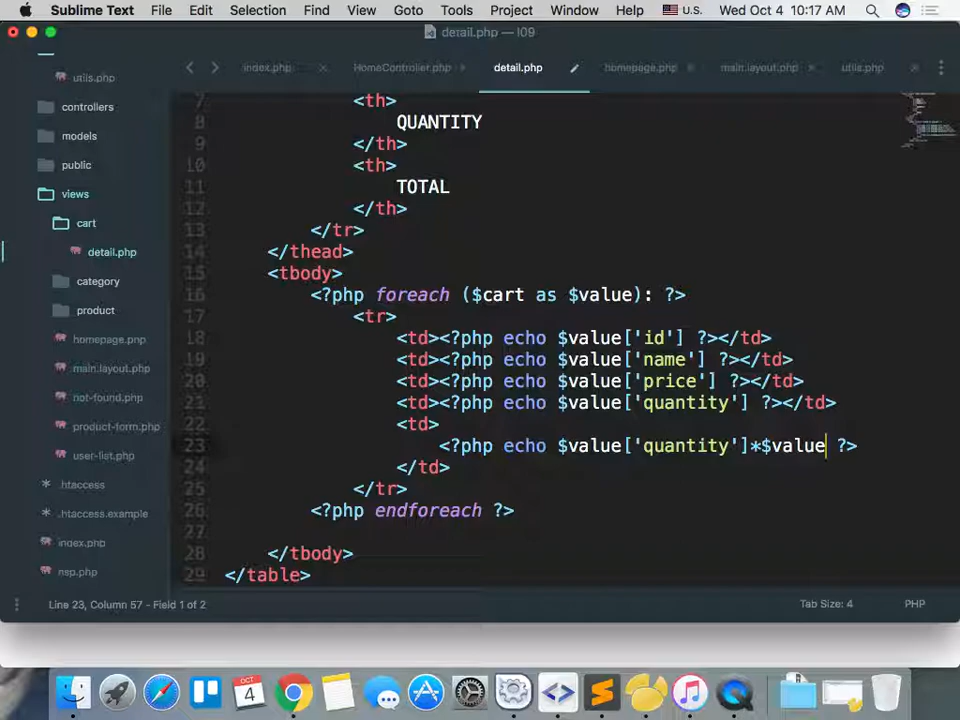 Sublime Text File Edit Selection Find View Goto Tools Project Window Help U.S. Wed Oct 4 10:17 AM
detail.php — I09
index.php HomeController.php detail.php homepage.php main.layout.php utils.php
utils.php
controllers
models
public
views
cart
detail.php
category
product
homepage.php
main.layout.php
not-found.php
product-form.php
user-list.php
.htaccess
.htaccess.example
index.php
nsp.php
7 <th>
8 QUANTITY
9 </th>
10 <th>
11 TOTAL
12 </th>
13 </tr>
14 </thead>
15 <tbody>
16 <?php foreach ($cart as $value): ?>
17 <tr>
18 <td><?php echo $value['id'] ?></td>
19 <td><?php echo $value['name'] ?></td>
20 <td><?php echo $value['price'] ?></td>
21 <td><?php echo $value['quantity'] ?></td>
22 <td>
23 <?php echo $value['quantity']*$value ?>
24 </td>
25 </tr>
26 <?php endforeach ?>
27
28 </tbody>
29 </table>
Line 23, Column 57 - Field 1 of 2 Tab Size: 4 PHP
OCT
4